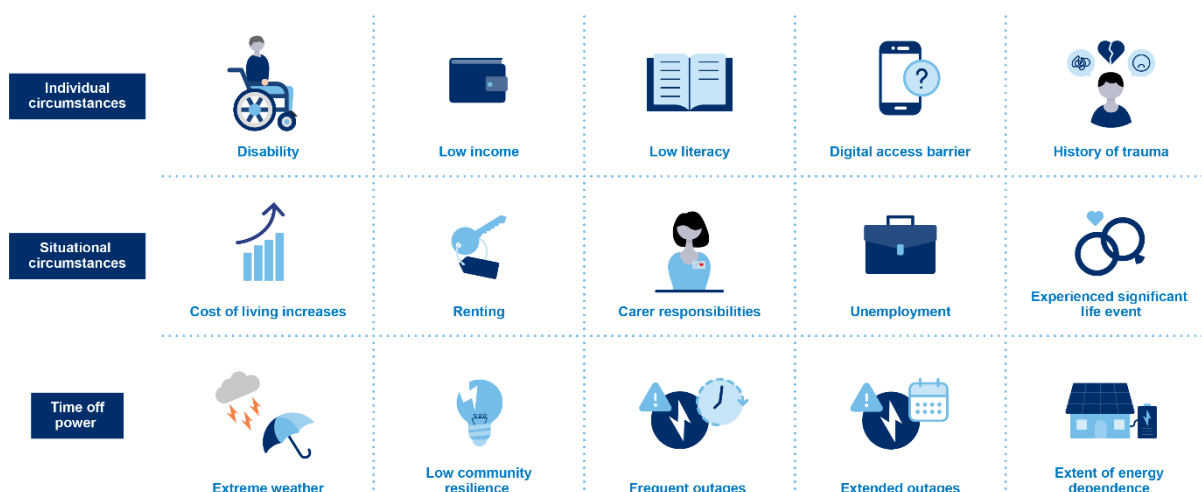 Individual
circumstances
Disability
Low income
Low literacy
?
Digital access barrier
History of trauma
Situational
circumstances
Cost of living increases
Renting
Carer responsibilities
Unemployment
Experienced significant
life event
Time off
power
Extreme weather
Low community
resilience
!
Frequent outages
!
Extended outages
Extent of energy
dependence